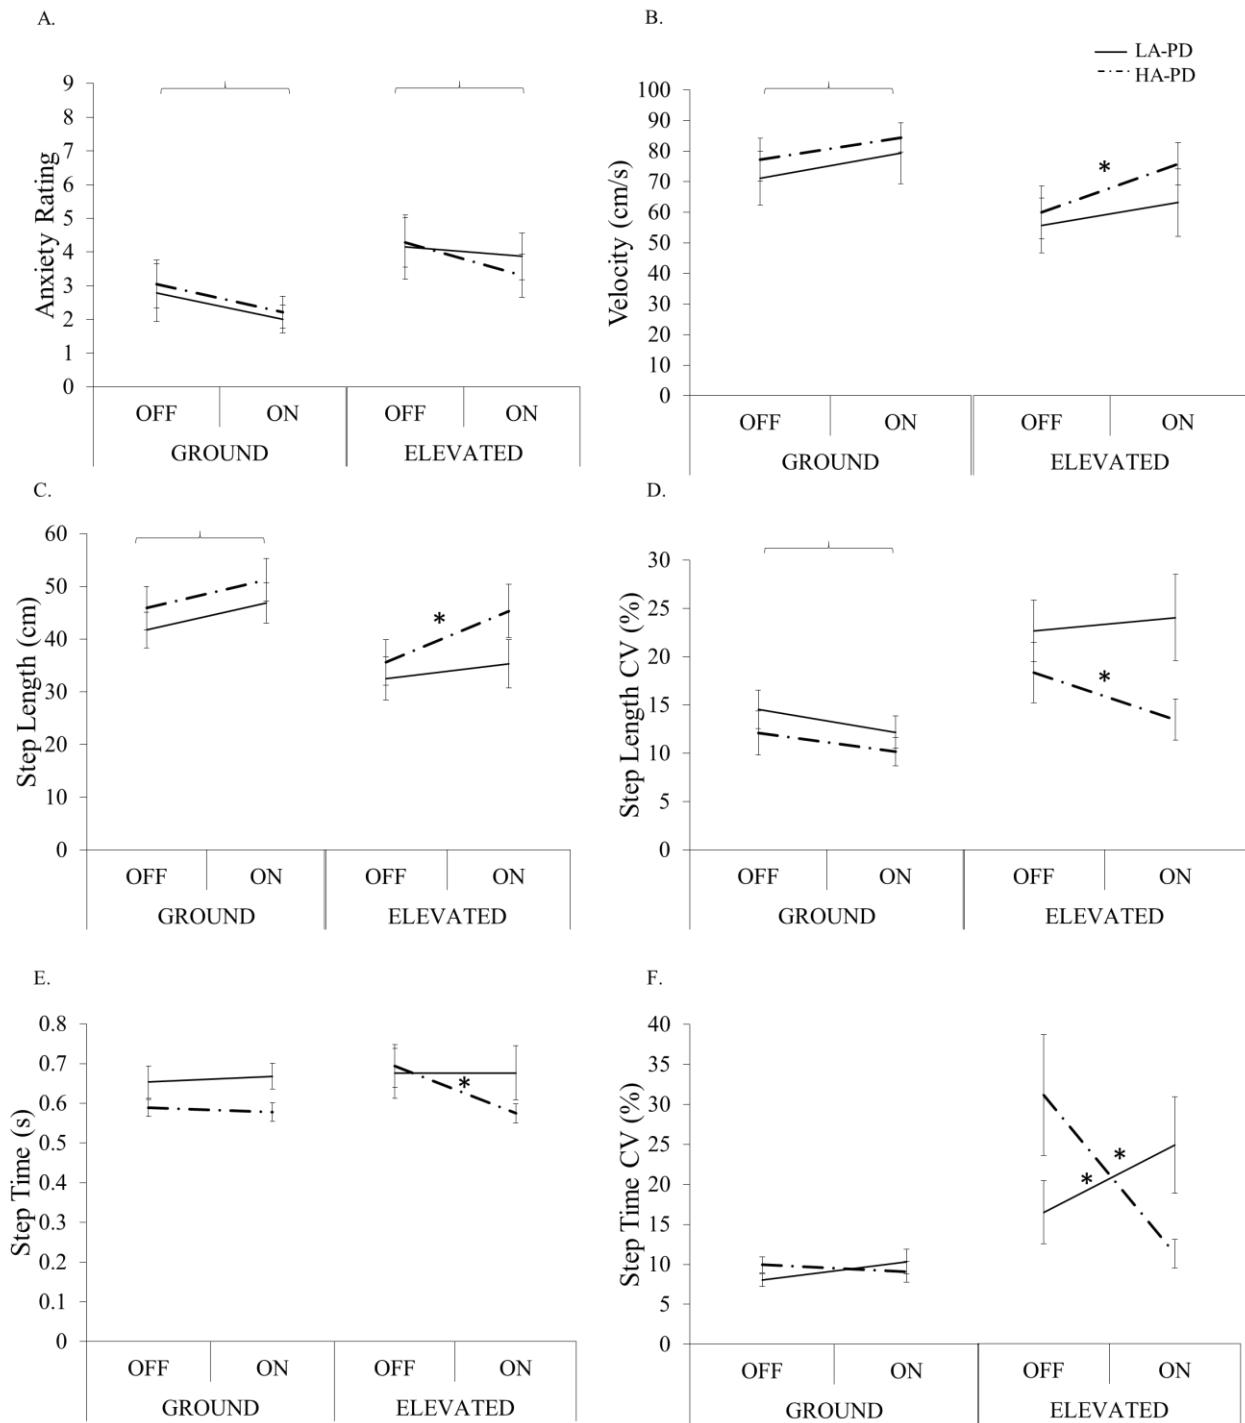 A.
Anxiety Rating
9
8
7
6
5
4
3
2
1
0
OFF ON OFF ON
GROUND ELEVATED
B.
LA-PD
HA-PD
Velocity (cm/s)
100
90
80
70
60
50
40
30
20
10
0
*
OFF ON OFF ON
GROUND ELEVATED
C.
Step Length (cm)
60
50
40
30
20
10
0
*
OFF ON OFF ON
GROUND ELEVATED
D.
Step Length CV (%)
30
25
20
15
10
5
0
*
OFF ON OFF ON
GROUND ELEVATED
E.
Step Time (s)
0.8
0.7
0.6
0.5
0.4
0.3
0.2
0.1
0
*
OFF ON OFF ON
GROUND ELEVATED
F.
Step Time CV (%)
40
35
30
25
20
15
10
5
0
* *
OFF ON OFF ON
GROUND ELEVATED